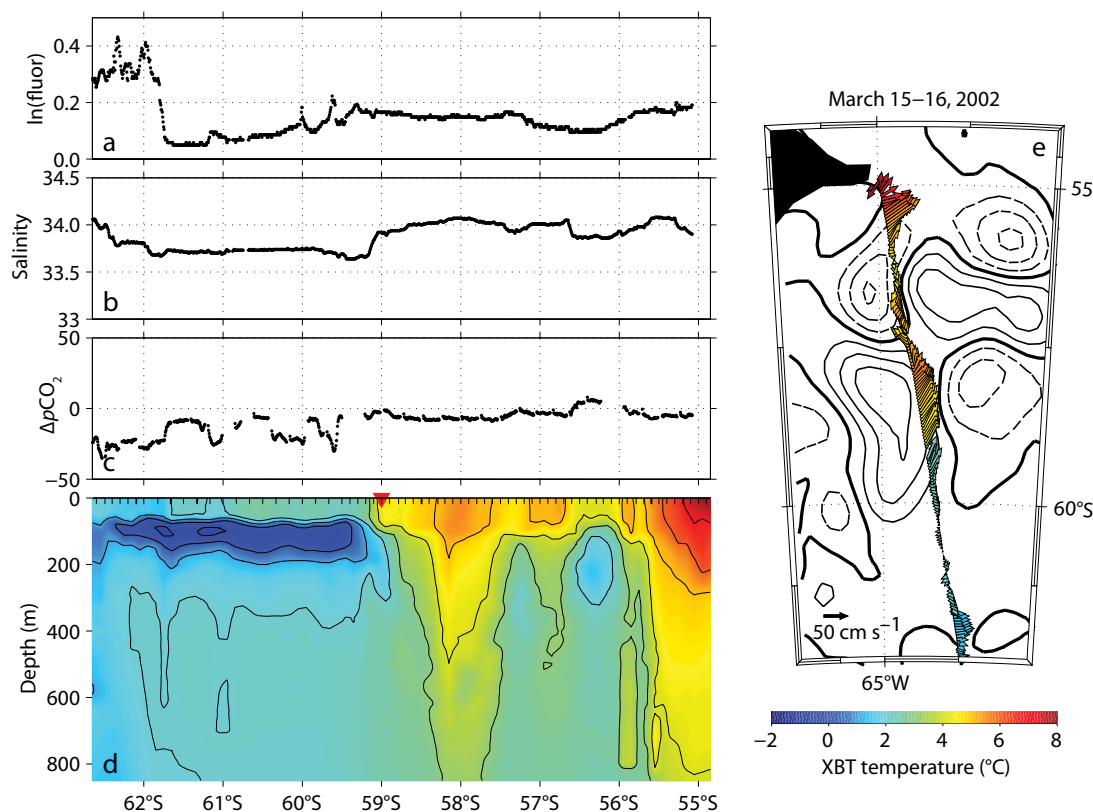 0.4
0.2
0.0
ln(fluor)
a
34.5
34.0
33.5
33
Salinity
b
50
0
−50
ΔpCO₂
c
0
200
400
600
800
Depth (m)
d
62°S 61°S 60°S 59°S 58°S 57°S 56°S 55°S
March 15−16, 2002
e
55
60°S
50 cm s⁻¹
65°W
−2 0 2 4 6 8
XBT temperature (°C)